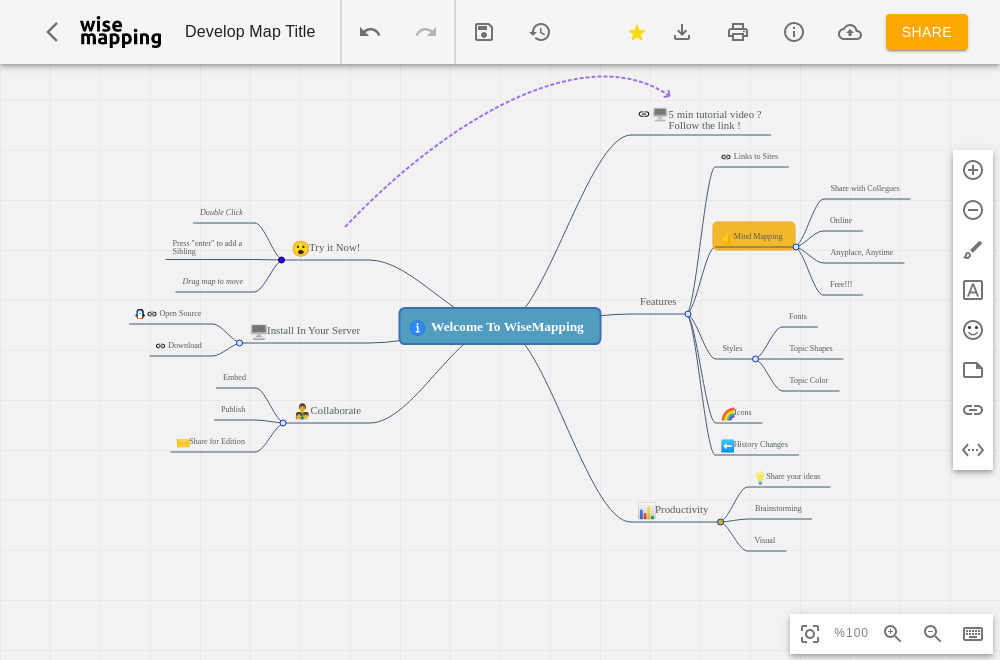 wise
mapping
Develop Map Title
SHARE
5 min tutorial video ?
Follow the link !
Links to Sites
Share with Collegues
Mind Mapping
Online
Anyplace, Anytime
Free!!!
Features
Fonts
Styles
Topic Shapes
Topic Color
Icons
History Changes
Double Click
Press "enter" to add a
Sibling
Try it Now!
Drag map to move
Open Source
Install In Your Server
Download
Welcome To WiseMapping
Embed
Publish
Collaborate
Share for Edition
Share your ideas
Productivity
Brainstorming
Visual
%100